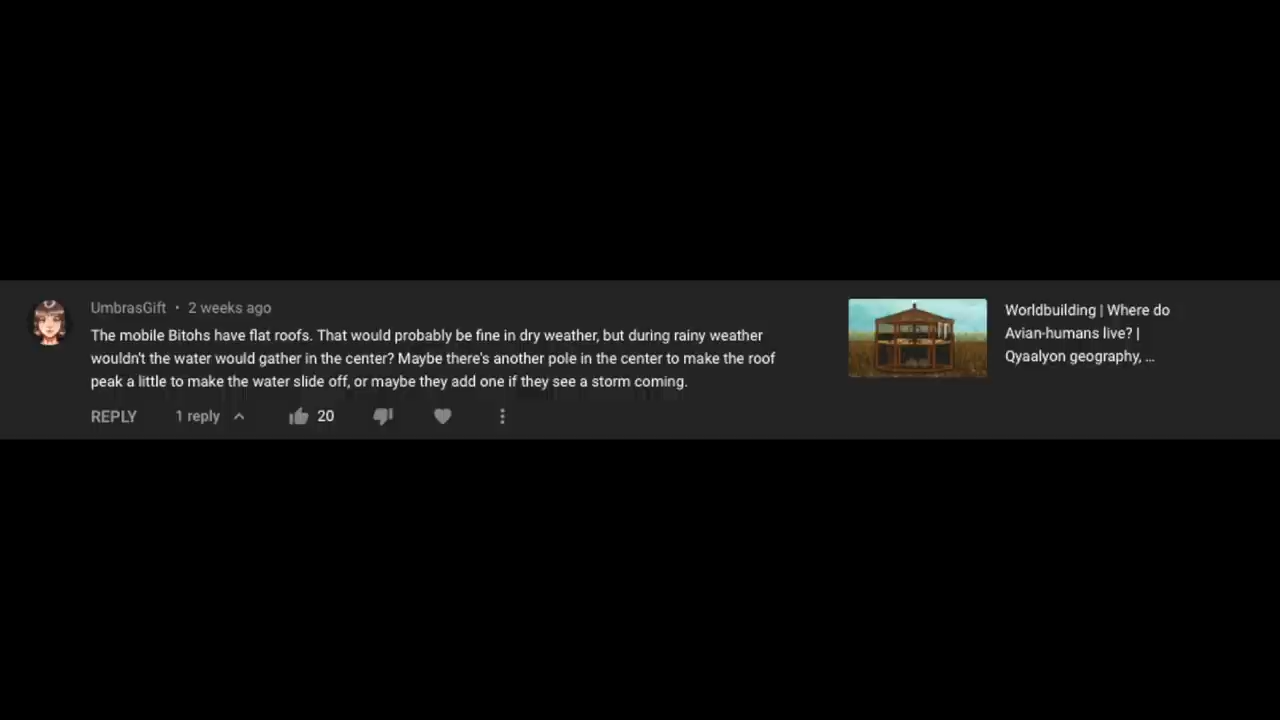 UmbrasGift • 2 weeks ago
The mobile Bitohs have flat roofs. That would probably be fine in dry weather, but during rainy weather
wouldn't the water would gather in the center? Maybe there's another pole in the center to make the roof
peak a little to make the water slide off, or maybe they add one if they see a storm coming.
REPLY 1 reply 20
Worldbuilding | Where do
Avian-humans live? |
Qyaalyon geography, ...